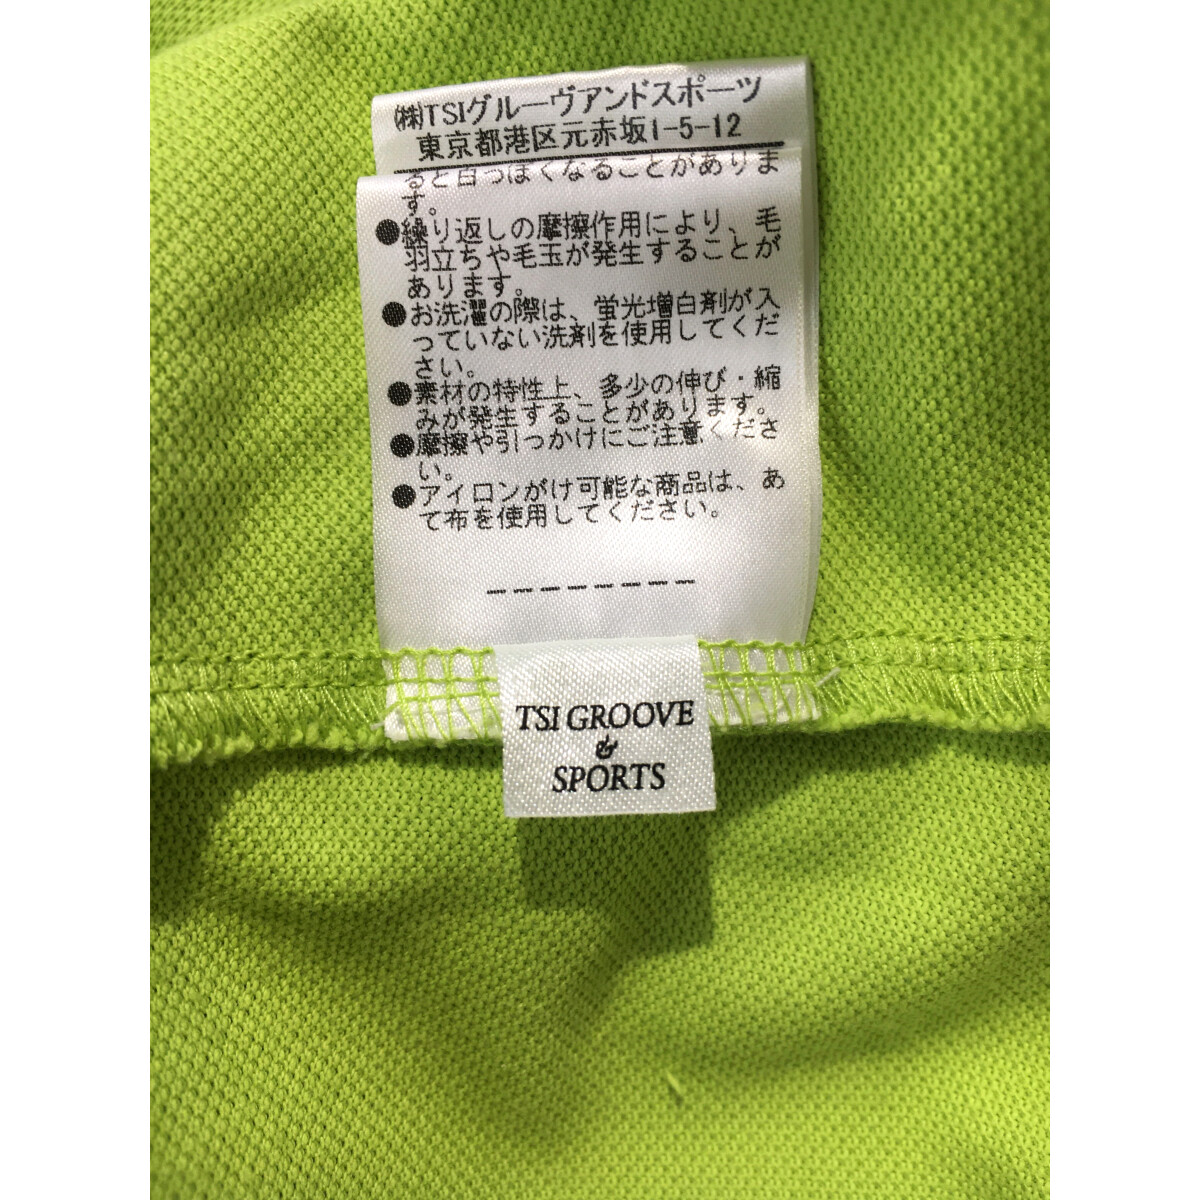 ㈱TSIグルーヴアンドスポーツ
東京都港区元赤坂1-5-12
ると白っぽくなることがありま
す。
●繰り返しの摩擦作用により、毛
羽立ちや毛玉が発生することが
あります。
●お洗濯の際は、蛍光増白剤が入
っていない洗剤を使用してくだ
さい。
●素材の特性上、多少の伸び・縮
みが発生することがあります。
●摩擦や引っかけにご注意くださ
い。
●アイロンがけ可能な商品は、あ
て布を使用してください。
--------
TSI GROOVE
&
SPORTS